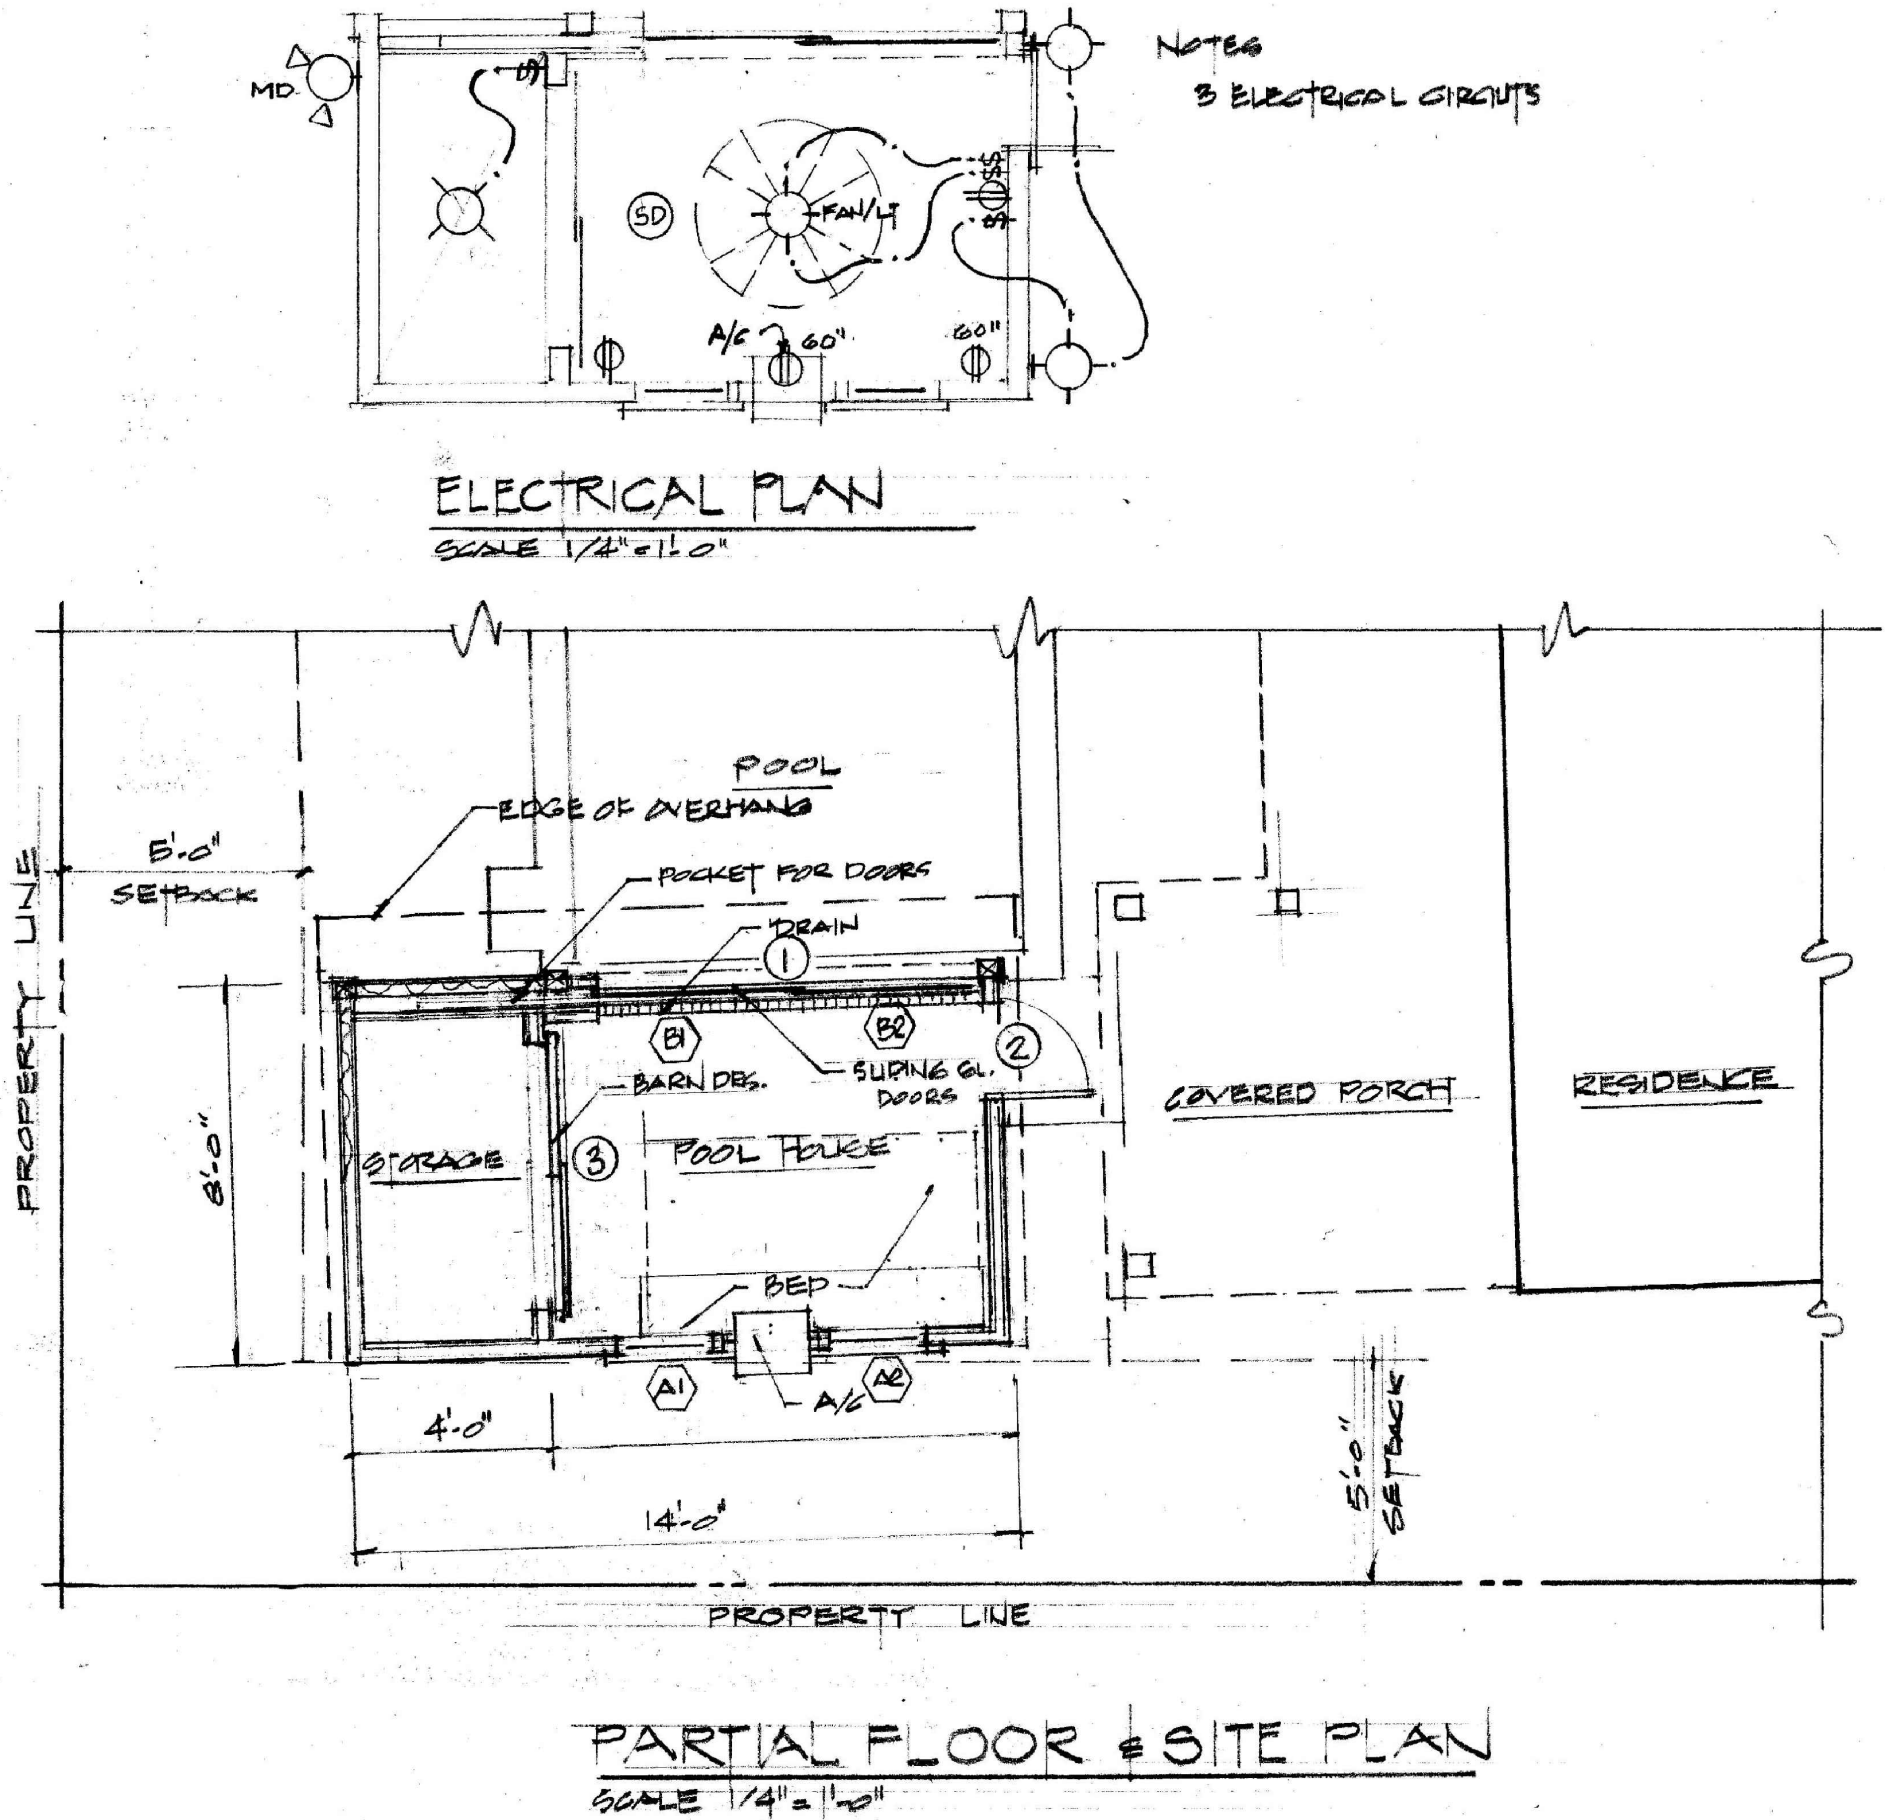 NOTES
3 ELECTRICAL CIRCUITS
MD
S
SS
SD
FAN/LT
S
A/C
60"
60"
ELECTRICAL PLAN
SCALE 1/4"=1'-0"
POOL
EDGE OF OVERHANG
5'-0"
SETBACK
POCKET FOR DOORS
DRAIN
1
PROPERTY LINE
B1
B2
2
BARN DRS.
SLIDING GL.
DOORS
COVERED PORCH
RESIDENCE
8'-0"
STORAGE
3
POOL HOUSE
BED
A1
A2
A/C
4'-0"
5'-0"
SETBACK
14'-0"
PROPERTY LINE
PARTIAL FLOOR & SITE PLAN
SCALE 1/4"=1'-0"